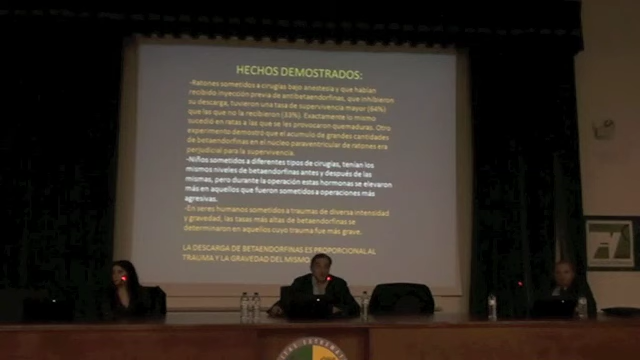 HECHOS DEMOSTRADOS:
-Ratones sometidos a cirugías bajo anestesia y que habían
recibido inyección previa de antibetaendorfinas, que inhibieron
su descarga, tuvieron una tasa de supervivencia mayor (64%)
que las que no la recibieron (33%). Exactamente lo mismo
sucedió en ratas a las que se les provocaron quemaduras. Otro
experimento demostró que el acumulo de grandes cantidades
de betaendorfinas en el núcleo paraventricular de ratones era
perjudicial para la supervivencia.
-Niños sometidos a diferentes tipos de cirugías, tenían los
mismos niveles de betaendorfinas antes y después de las
mismas, pero durante la operación estas hormonas se elevaron
más en aquellos que fueron sometidos a operaciones más
agresivas.
-En seres humanos sometidos a traumas de diversa intensidad
y gravedad, las tasas más altas de betaendorfinas se
determinaron en aquellos cuyo trauma fue más grave.
LA DESCARGA DE BETAENDORFINAS ES PROPORCIONAL AL
TRAUMA Y LA GRAVEDAD DEL MISMO